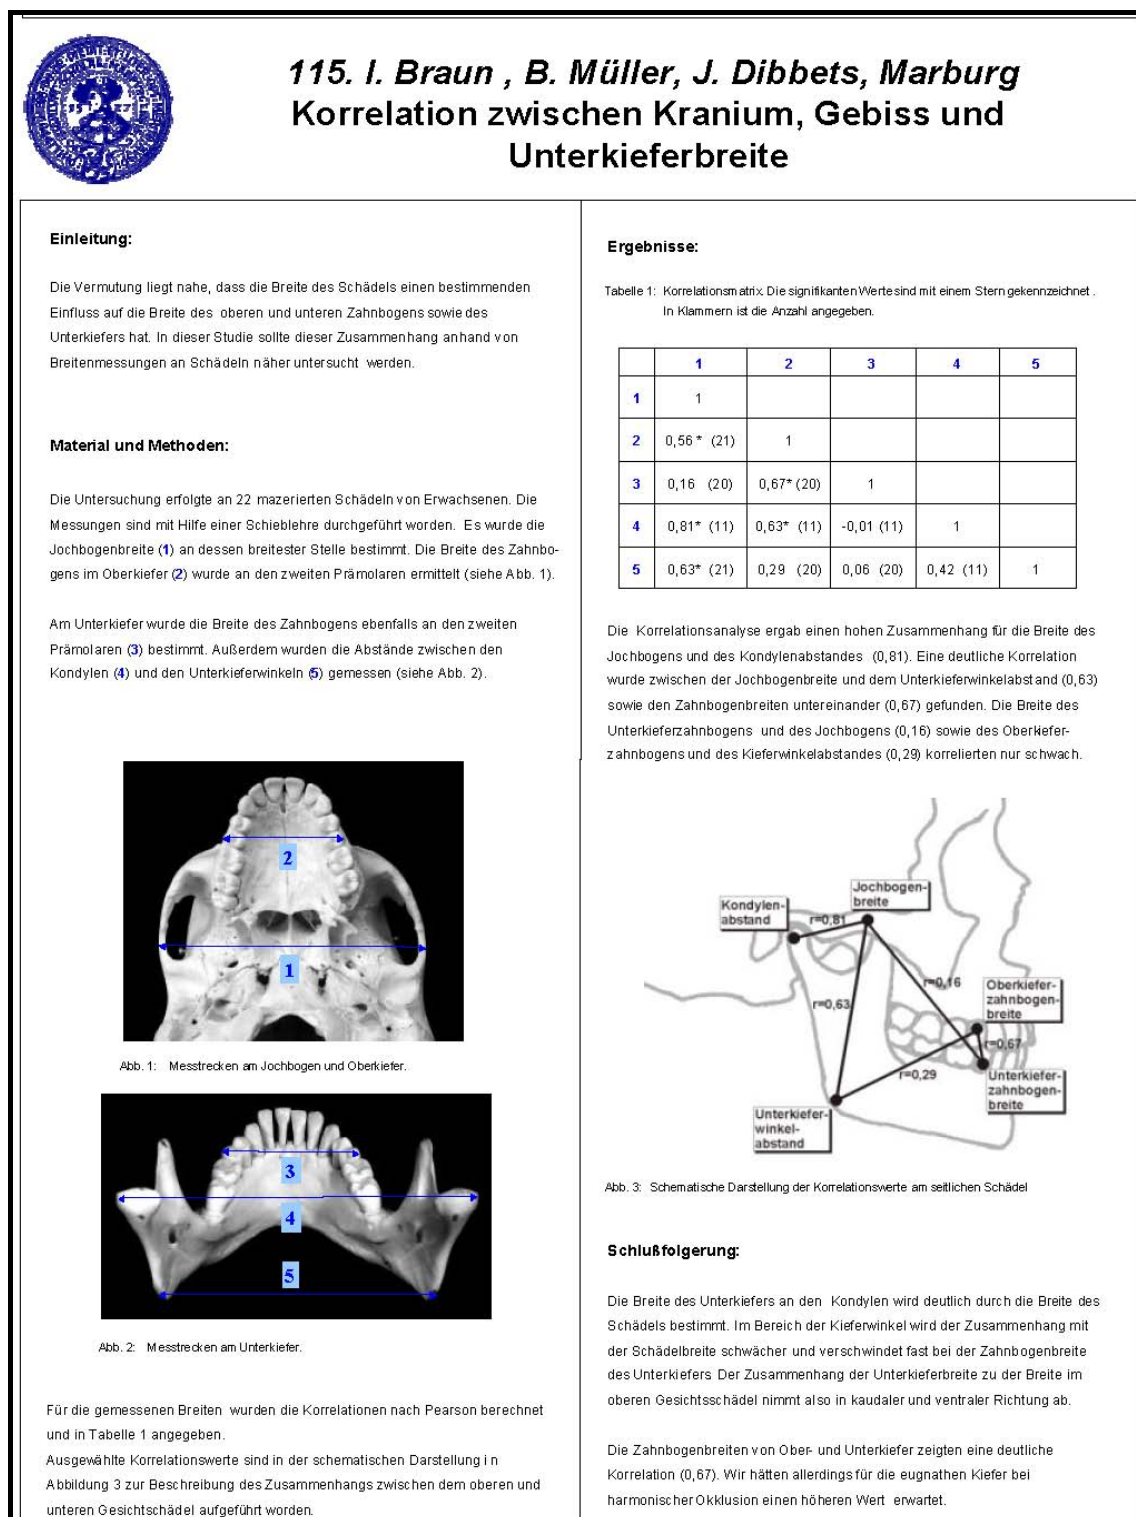 115. I. Braun , B. Müller, J. Dibbets, Marburg
Korrelation zwischen Kranium, Gebiss und
Unterkieferbreite
Einleitung:
Die Vermutung liegt nahe, dass die Breite des Schädels einen bestimmenden
Einfluss auf die Breite des oberen und unteren Zahnbogens sowie des
Unterkiefers hat. In dieser Studie sollte dieser Zusammenhang anhand von
Breitenmessungen an Schädeln näher untersucht werden.
Material und Methoden:
Die Untersuchung erfolgte an 22 mazerierten Schädeln von Erwachsenen. Die
Messungen sind mit Hilfe einer Schieblehre durchgeführt worden. Es wurde die
Jochbogenbreite (1) an dessen breitester Stelle bestimmt. Die Breite des Zahnbo-
gens im Oberkiefer (2) wurde an den zweiten Prämolaren ermittelt (siehe Abb. 1).
Am Unterkiefer wurde die Breite des Zahnbogens ebenfalls an den zweiten
Prämolaren (3) bestimmt. Außerdem wurden die Abstände zwischen den
Kondylen (4) und den Unterkieferwinkeln (5) gemessen (siehe Abb. 2).
2
1
Abb. 1: Messtrecken am Jochbogen und Oberkiefer.
3
4
5
Abb. 2: Messtrecken am Unterkiefer.
Für die gemessenen Breiten wurden die Korrelationen nach Pearson berechnet
und in Tabelle 1 angegeben.
Ausgewählte Korrelationswerte sind in der schematischen Darstellung in
Abbildung 3 zur Beschreibung des Zusammenhangs zwischen dem oberen und
unteren Gesichtschädel aufgeführt worden.
Ergebnisse:
Tabelle 1: Korrelationsmatrix. Die signifikanten Werte sind mit einem Stern gekennzeichnet .
In Klammern ist die Anzahl angegeben.
1 2 3 4 5
1 1
2 0,56 * (21) 1
3 0,16 (20) 0,67* (20) 1
4 0,81* (11) 0,63* (11) -0,01 (11) 1
5 0,63* (21) 0,29 (20) 0,06 (20) 0,42 (11) 1
Die Korrelationsanalyse ergab einen hohen Zusammenhang für die Breite des
Jochbogens und des Kondylenabstandes (0,81). Eine deutliche Korrelation
wurde zwischen der Jochbogenbreite und dem Unterkieferwinkelabstand (0,63)
sowie den Zahnbogenbreiten untereinander (0,67) gefunden. Die Breite des
Unterkieferzahnbogens und des Jochbogens (0,16) sowie des Oberkiefer-
zahnbogens und des Kieferwinkelabstandes (0,29) korrelierten nur schwach.
Jochbogen-
breite
Kondylen-
abstand
r=0,81
r=0,16
r=0,63
Oberkiefer-
zahnbogen-
breite
r=0,67
r=0,29
Unterkiefer-
zahnbogen-
breite
Unterkiefer-
winkel-
abstand
Abb. 3: Schematische Darstellung der Korrelationswerte am seitlichen Schädel
Schlußfolgerung:
Die Breite des Unterkiefers an den Kondylen wird deutlich durch die Breite des
Schädels bestimmt. Im Bereich der Kieferwinkel wird der Zusammenhang mit
der Schädelbreite schwächer und verschwindet fast bei der Zahnbogenbreite
des Unterkiefers. Der Zusammenhang der Unterkieferbreite zu der Breite im
oberen Gesichtsschädel nimmt also in kaudaler und ventraler Richtung ab.
Die Zahnbogenbreiten von Ober- und Unterkiefer zeigten eine deutliche
Korrelation (0,67). Wir hätten allerdings für die eugnathen Kiefer bei
harmonischer Okklusion einen höheren Wert erwartet.